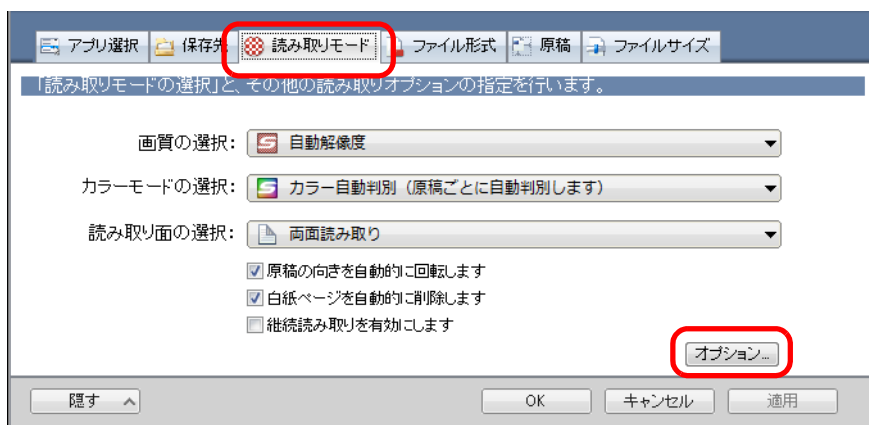 アプリ選択 保存先 読み取りモード ファイル形式 原稿 ファイルサイズ
「読み取りモードの選択」と、その他の読み取りオプションの指定を行います。
画質の選択: 自動解像度
カラーモードの選択: カラー自動判別（原稿ごとに自動判別します）
読み取り面の選択: 両面読み取り
原稿の向きを自動的に回転します
白紙ページを自動的に削除します
継続読み取りを有効にします
オプション...
隠す OK キャンセル 適用